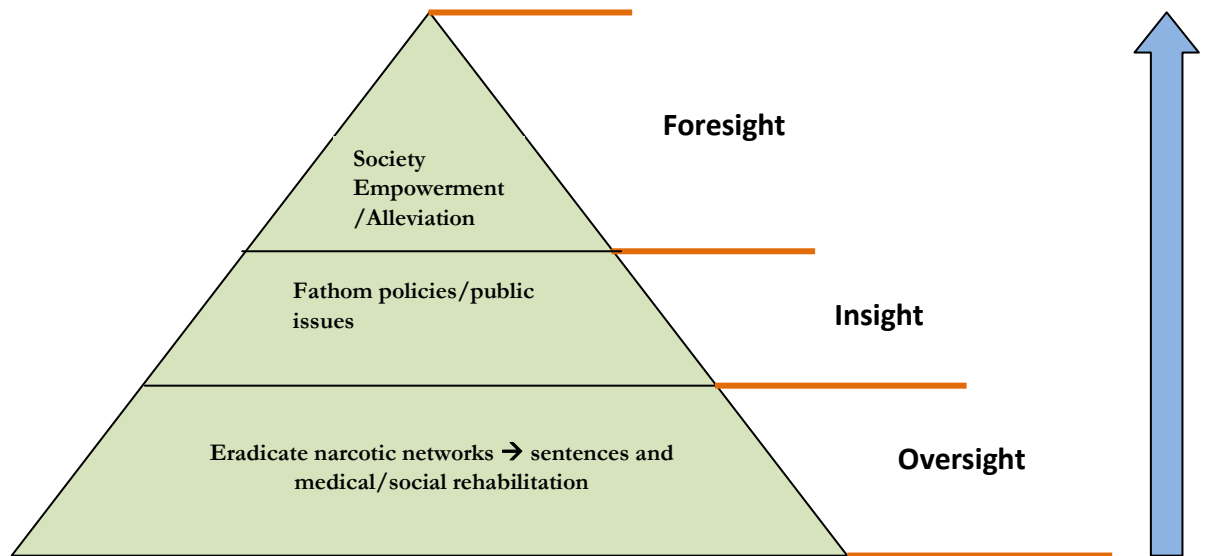 Foresight
Society
Empowerment
/Alleviation
Fathom policies/public
issues
Insight
Eradicate narcotic networks → sentences and
medical/social rehabilitation
Oversight